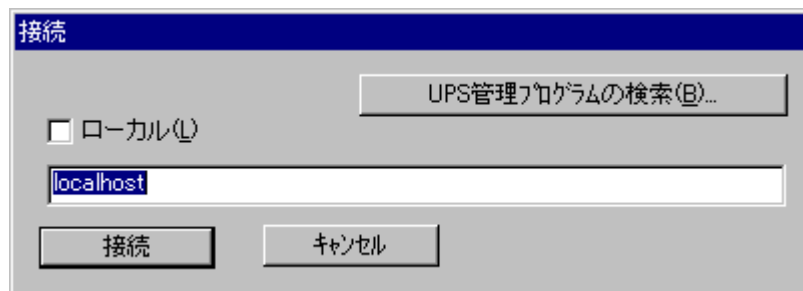 接続
UPS管理ﾌﾟﾛｸﾞﾗﾑの検索(B)...
ローカル(L)
localhost
接続 ｷｬﾝｾﾙ